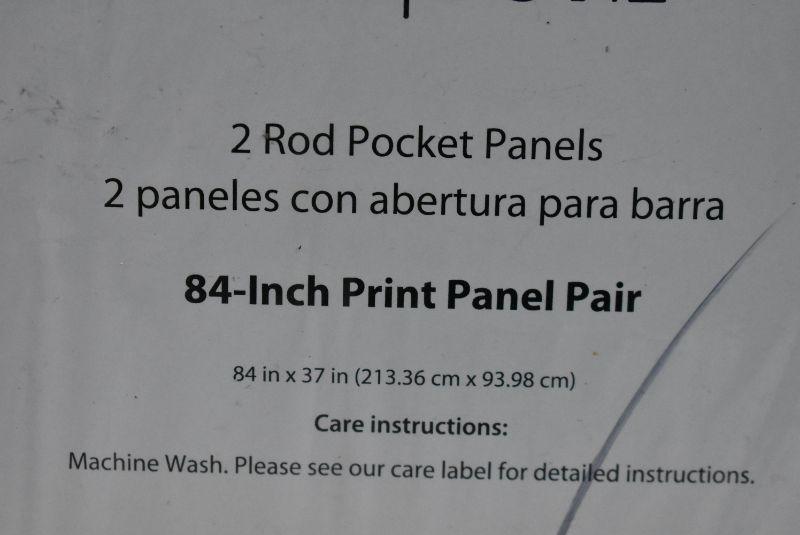 2 Rod Pocket Panels
2 paneles con abertura para barra
84-Inch Print Panel Pair
84 in x 37 in (213.36 cm x 93.98 cm)
Care instructions:
Machine Wash. Please see our care label for detailed instructions.